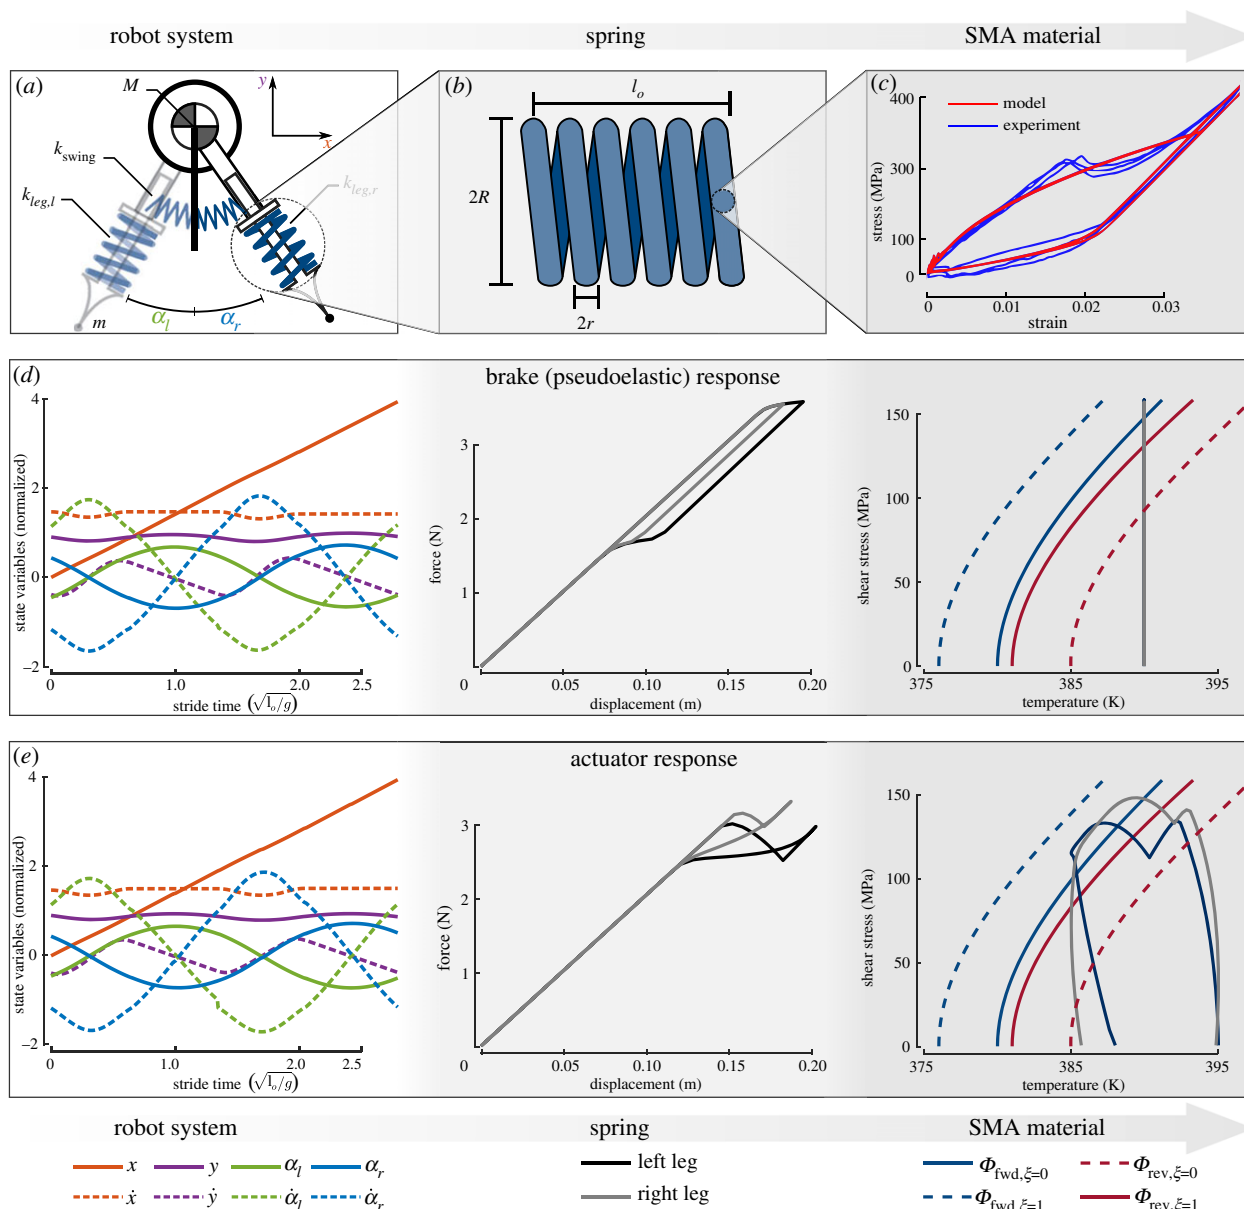 robot system
spring
SMA material
(a)
M
y
x
k_swing
k_leg,l
k_leg,r
α_l
α_r
m
(b)
l_o
2R
2r
(c)
model
experiment
400
300
100
0
stress (MPa)
0
0.01
0.02
0.03
strain
(d)
brake (pseudoelastic) response
state variables (normalized)
4
2
0
−2
0
1.0
2.0
2.5
stride time (√l_o/g)
force (N)
3
2
1
0
0
0.05
0.10
0.15
0.20
displacement (m)
shear stress (MPa)
150
100
50
0
375
385
395
temperature (K)
(e)
actuator response
state variables (normalized)
4
2
0
−2
0
1.0
2.0
2.5
stride time (√l_o/g)
force (N)
3
2
1
0
0
0.05
0.10
0.15
0.20
displacement (m)
shear stress (MPa)
150
100
50
0
375
385
395
temperature (K)
robot system
spring
SMA material
x y α_l α_r
ẋ ẏ α̇_l α̇_r
left leg
right leg
Φ_fwd,ξ=0 Φ_rev,ξ=0
Φ_fwd,ξ=1 Φ_rev,ξ=1